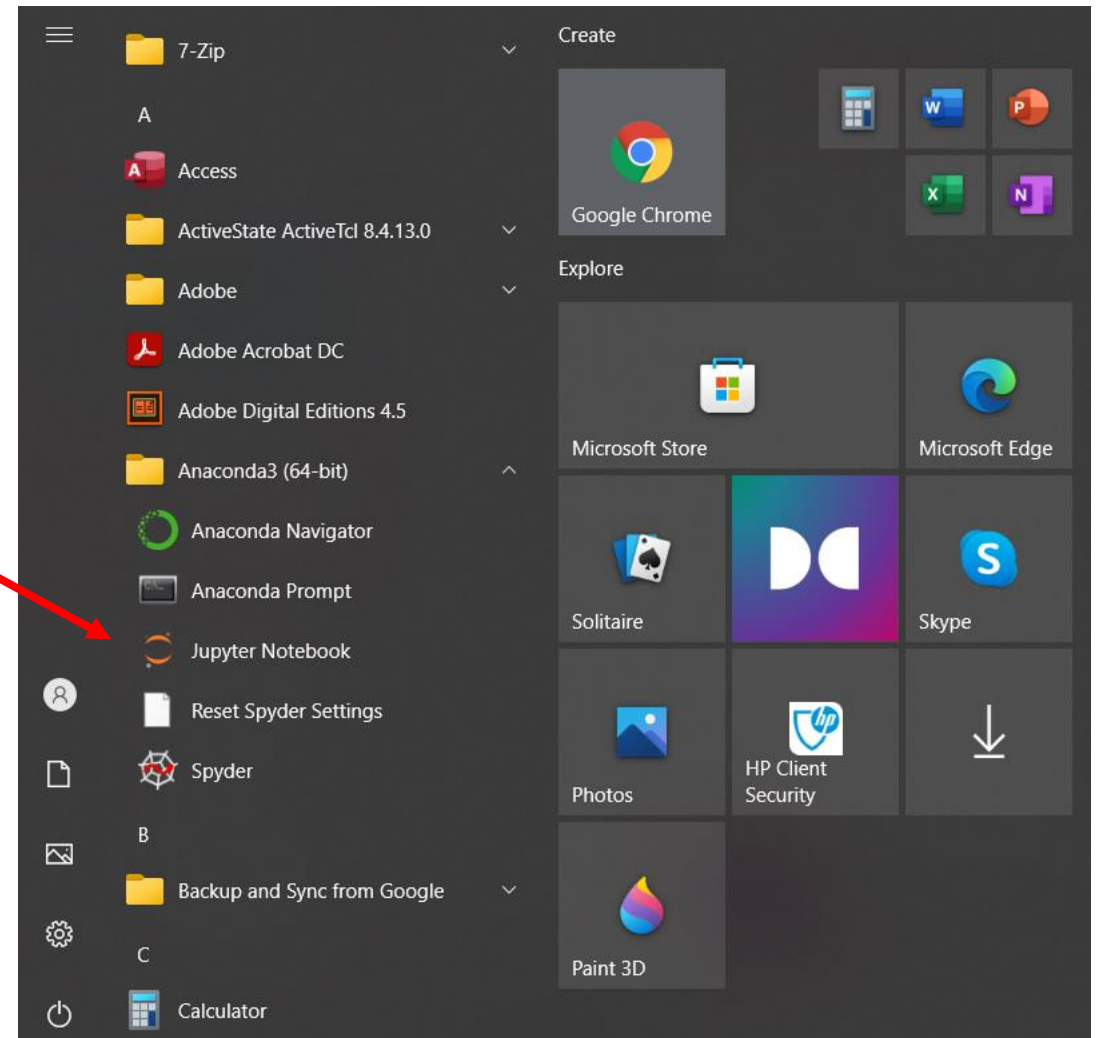 7-Zip
A
Access
ActiveState ActiveTcl 8.4.13.0
Adobe
Adobe Acrobat DC
Adobe Digital Editions 4.5
Anaconda3 (64-bit)
Anaconda Navigator
Anaconda Prompt
Jupyter Notebook
Reset Spyder Settings
Spyder
B
Backup and Sync from Google
C
Calculator
Create
Google Chrome
Explore
Microsoft Store
Microsoft Edge
Solitaire
Skype
Photos
HP Client
Security
Paint 3D